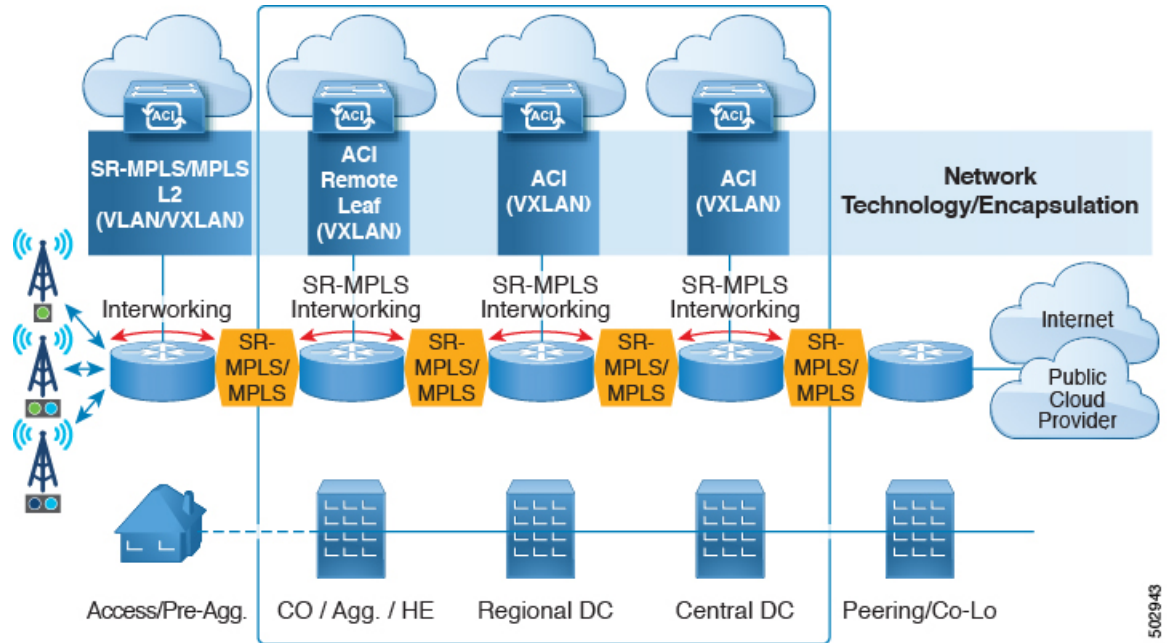 ACI
ACI
ACI
ACI
SR-MPLS/MPLS
L2
(VLAN/VXLAN)
ACI
Remote
Leaf
(VXLAN)
ACI
(VXLAN)
ACI
(VXLAN)
Network
Technology/Encapsulation
Interworking
SR-MPLS
Interworking
SR-MPLS
Interworking
SR-MPLS
Interworking
SR-
MPLS/
MPLS
SR-
MPLS/
MPLS
SR-
MPLS/
MPLS
SR-
MPLS/
MPLS
Internet
Public
Cloud
Provider
Access/Pre-Agg.
CO / Agg. / HE
Regional DC
Central DC
Peering/Co-Lo
502943